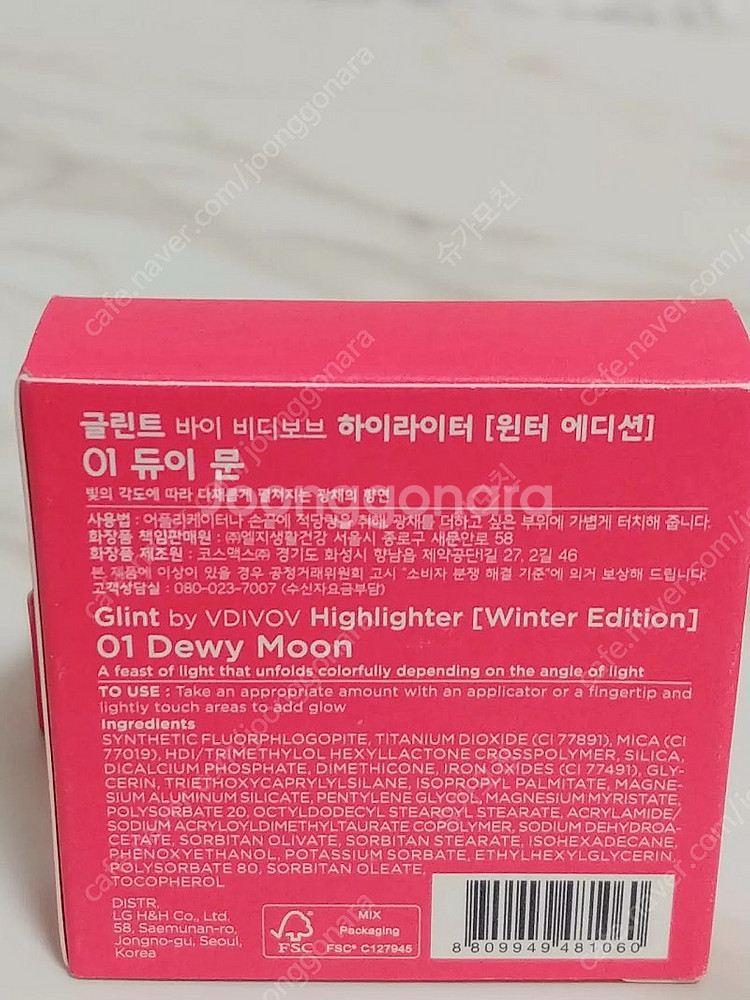 글린트 바이 비디보브 하이라이터 [윈터 에디션]
01 듀이 문
빛의 각도에 따라 다채롭게 펼쳐지는 광채의 향연
사용법 : 어플리케이터나 손끝에 적당량을 취해, 광채를 더하고 싶은 부위에 가볍게 터치해 줍니다.
화장품 책임판매원 : ㈜엘지생활건강 서울시 종로구 새문안로 58
화장품 제조원 : 코스맥스㈜ 경기도 화성시 향남읍 제약공단1길 27, 2길 46
본 제품에 이상이 있을 경우 공정거래위원회 고시 "소비자 분쟁 해결 기준"에 의거 보상해 드립니다.
고객상담실 : 080-023-7007 (수신자요금부담)
Glint by VDIVOV Highlighter [Winter Edition]
01 Dewy Moon
A feast of light that unfolds colorfully depending on the angle of light
TO USE : Take an appropriate amount with an applicator or a fingertip and
lightly touch areas to add glow
Ingredients
SYNTHETIC FLUORPHLOGOPITE, TITANIUM DIOXIDE (CI 77891), MICA (CI
77019), HDI/TRIMETHYLOL HEXYLLACTONE CROSSPOLYMER, SILICA,
DICALCIUM PHOSPHATE, DIMETHICONE, IRON OXIDES (CI 77491), GLY-
CERIN, TRIETHOXYCAPRYLYLSILANE, ISOPROPYL PALMITATE, MAGNE-
SIUM ALUMINUM SILICATE, PENTYLENE GLYCOL, MAGNESIUM MYRISTATE,
POLYSORBATE 20, OCTYLDODECYL STEAROYL STEARATE, ACRYLAMIDE/
SODIUM ACRYLOYLDIMETHYLTAURATE COPOLYMER, SODIUM DEHYDROA-
CETATE, SORBITAN OLIVATE, SORBITAN STEARATE, ISOHEXADECANE,
PHENOXYETHANOL, POTASSIUM SORBATE, ETHYLHEXYLGLYCERIN,
POLYSORBATE 80, SORBITAN OLEATE,
TOCOPHEROL
DISTR.
LG H&H Co., Ltd.
58, Saemunan-ro,
Jongno-gu, Seoul,
Korea
FSC
MIX
Packaging
FSC® C127945
8 809949 481060
Joonggonara
cafe.naver.com/joonggonara
슈가모친